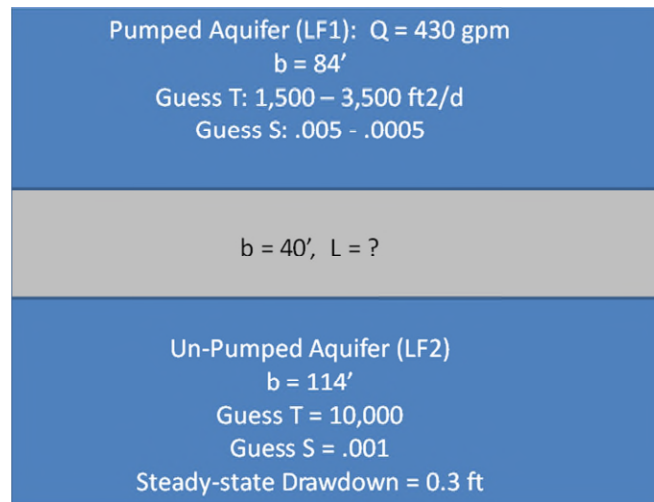 Pumped Aquifer (LF1): Q = 430 gpm
b = 84’
Guess T: 1,500 – 3,500 ft2/d
Guess S: .005 - .0005
b = 40’, L = ?
Un-Pumped Aquifer (LF2)
b = 114’
Guess T = 10,000
Guess S = .001
Steady-state Drawdown = 0.3 ft